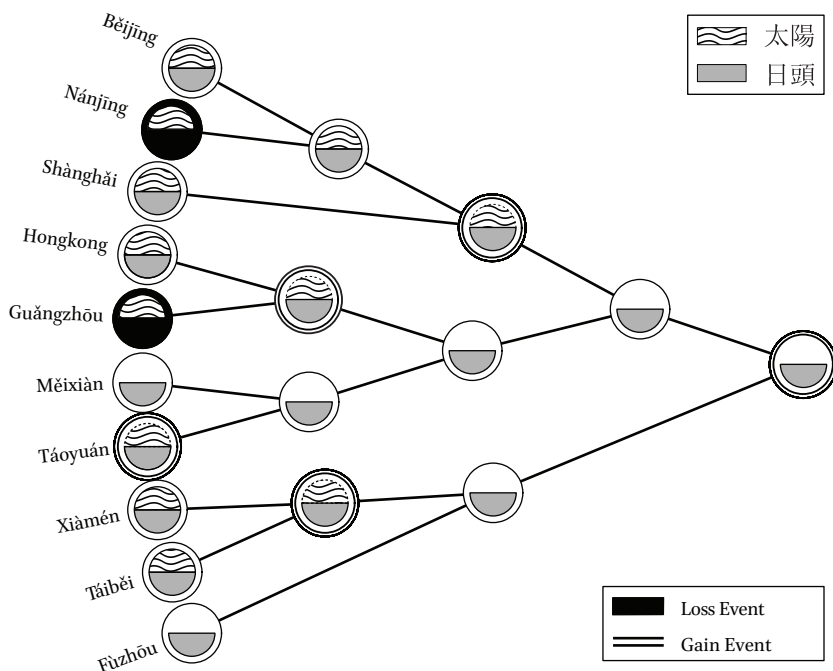 Běijīng
Nánjīng
Shànghǎi
Hongkong
Guǎngzhōu
Měixiàn
Táoyuán
Xiàmén
Táiběi
Fùzhōu
太陽
日頭
Loss Event
Gain Event